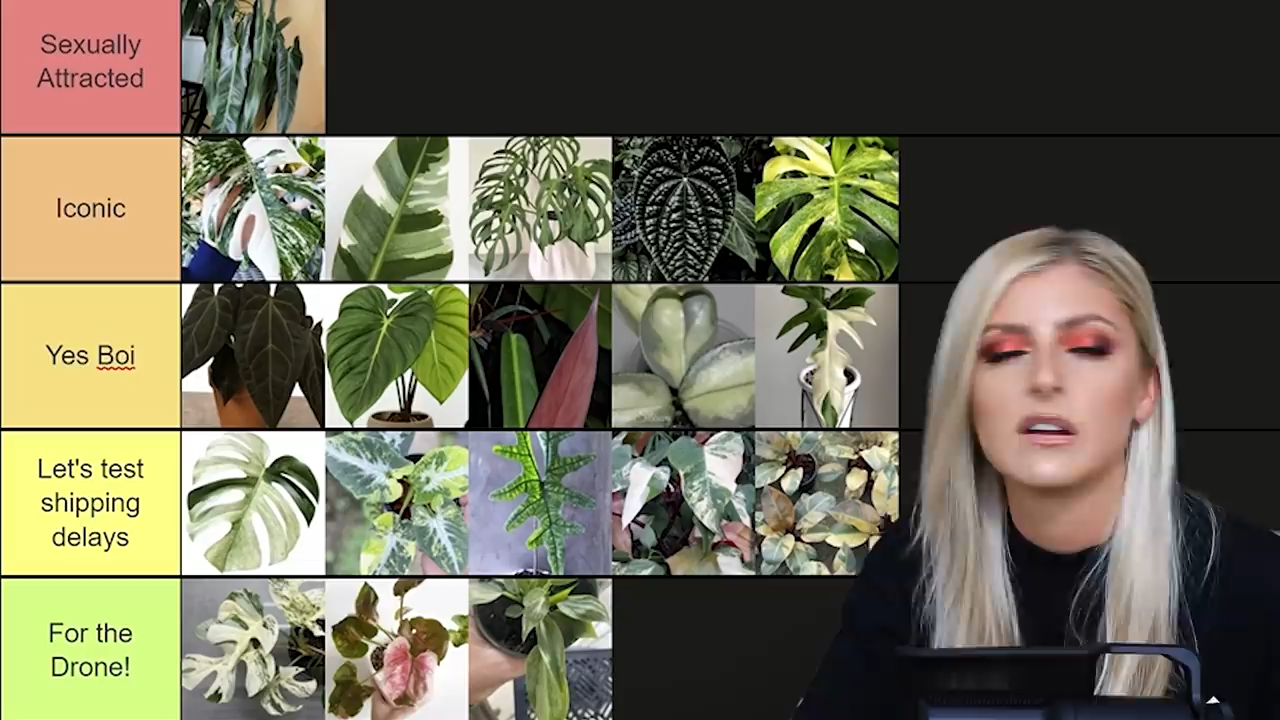 Sexually
Attracted
Iconic
Yes Boi
Let's test
shipping
delays
For the
Drone!